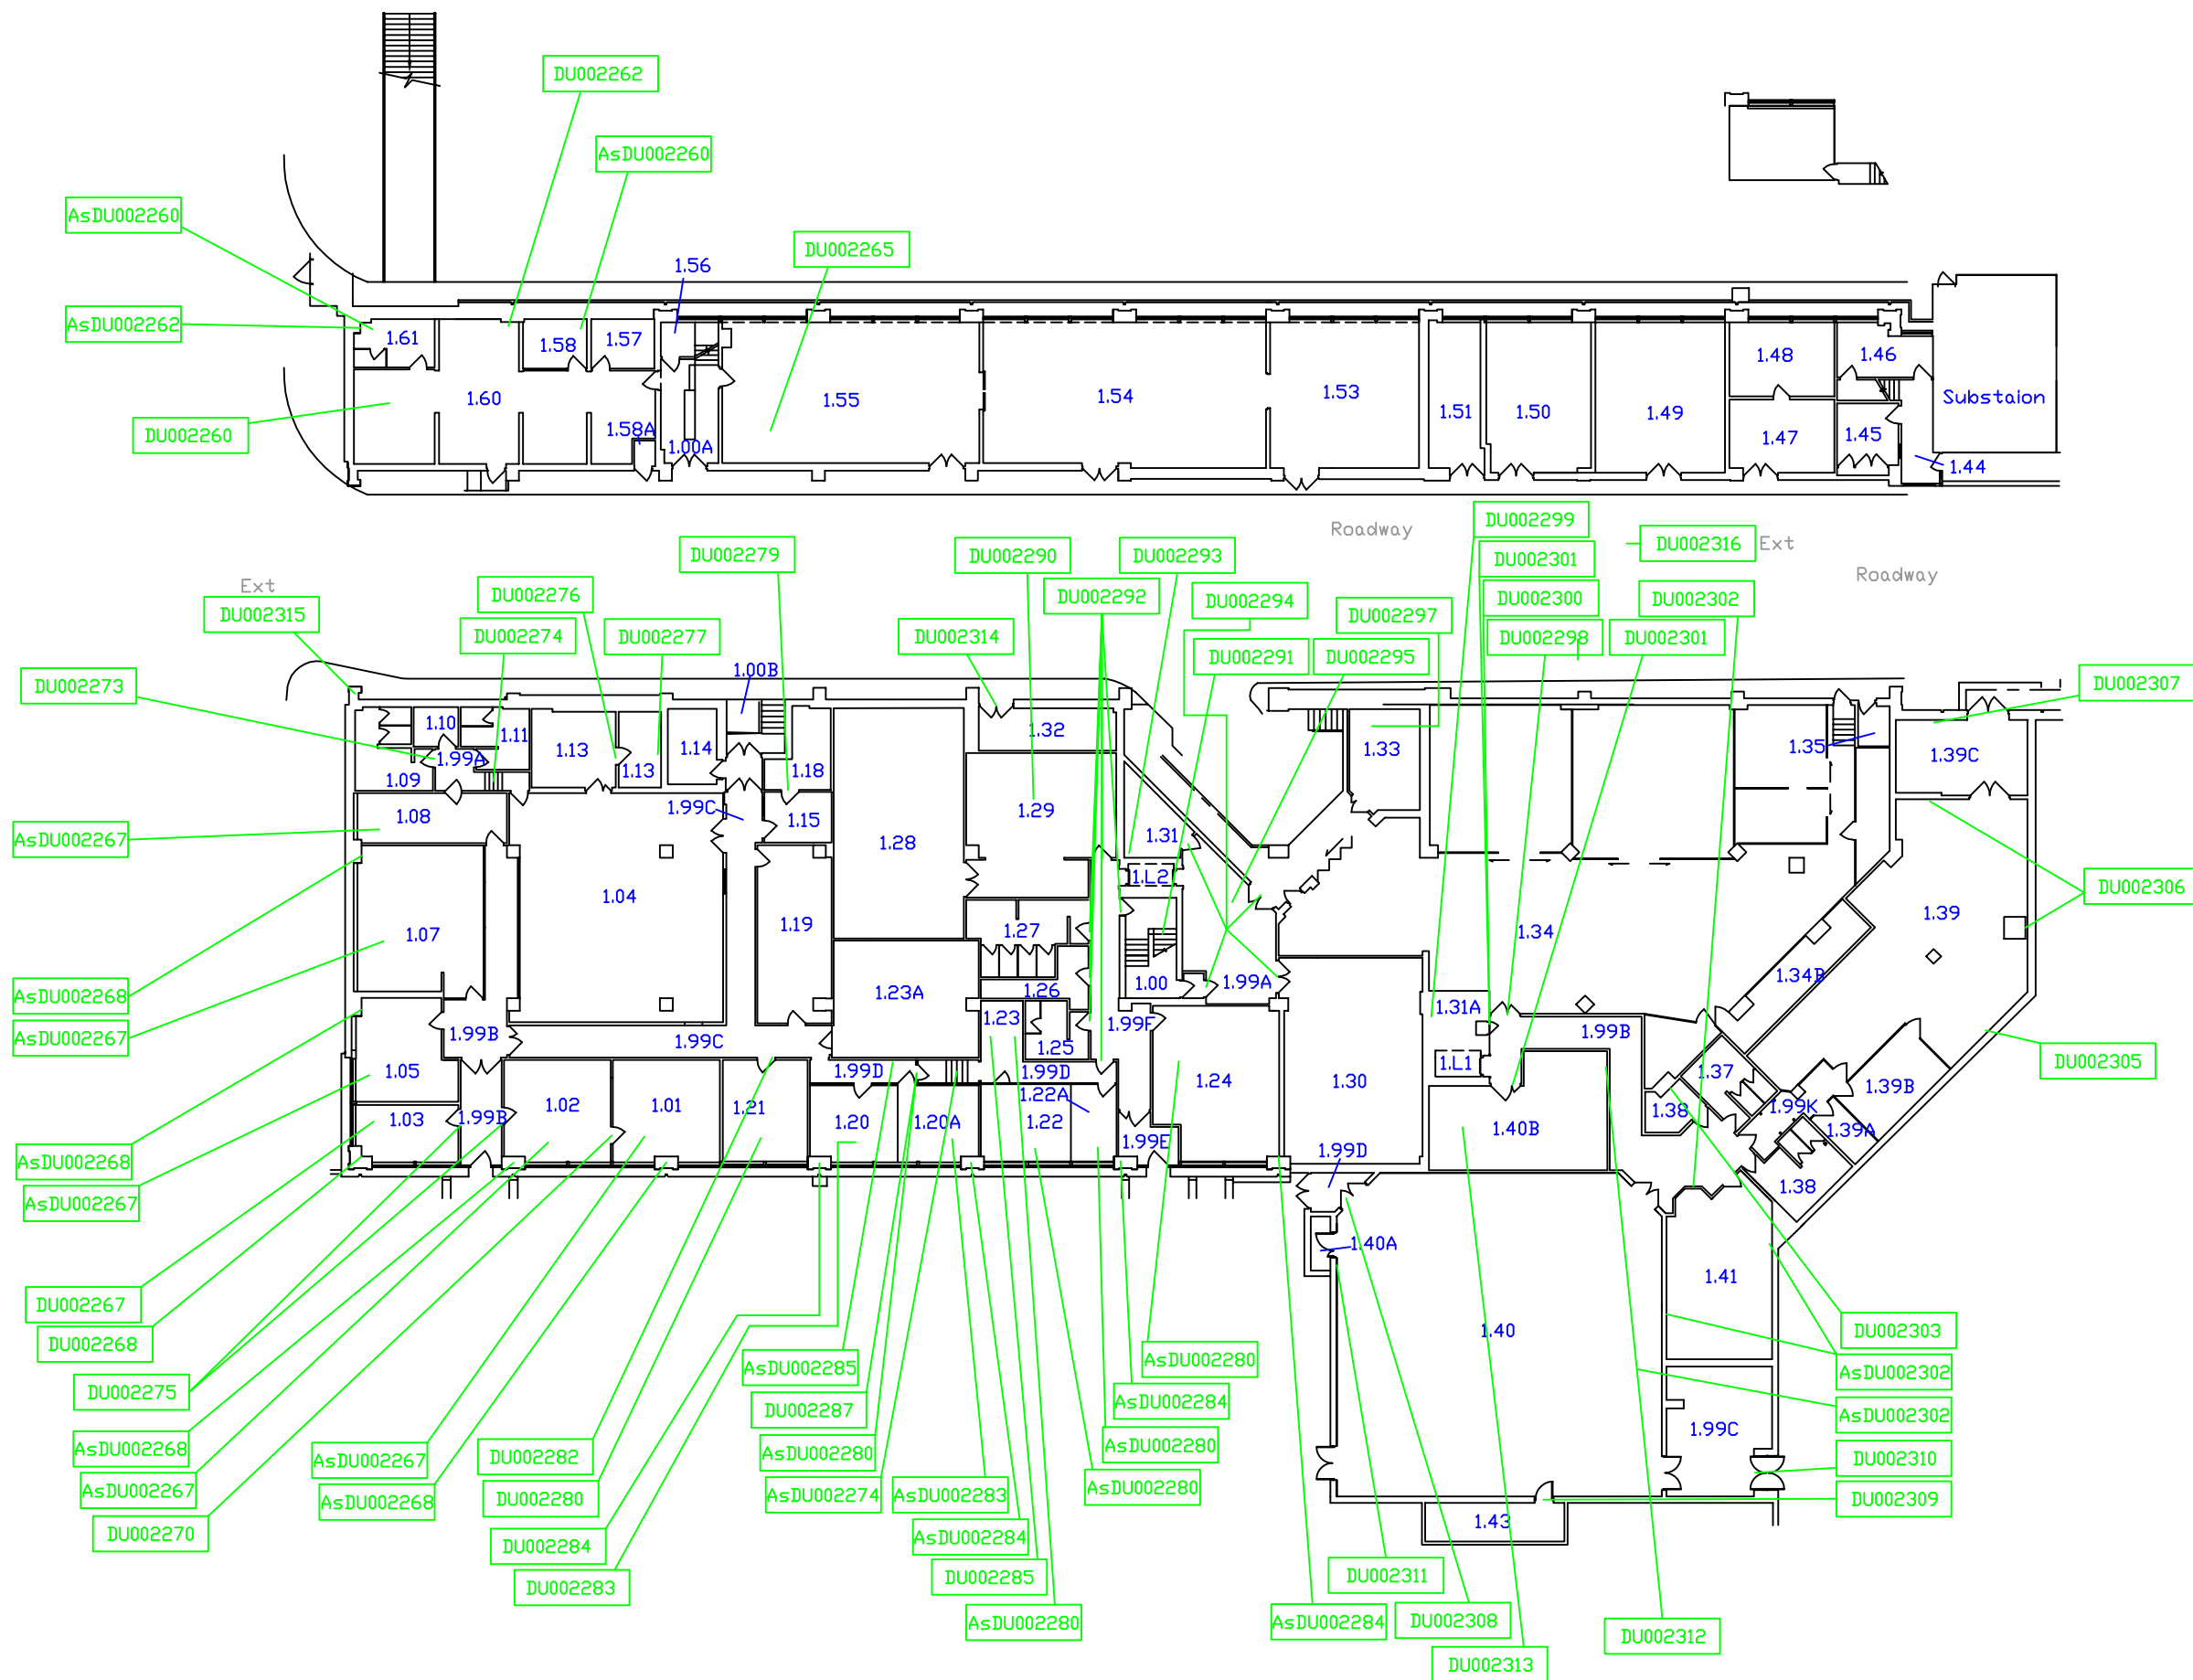 DU002262
AsDU002260
AsDU002260
DU002265
1.56
AsDU002262
1.61
1.58
1.57
1.48
1.46
1.60
1.55
1.54
1.53
Substaion
1.51
1.50
1.49
DU002260
1.58A
1.00A
1.47
1.45
1.44
Roadway
DU002299
DU002316
Ext
DU002279
DU002290
DU002293
DU002301
Roadway
Ext
DU002276
DU002292
DU002294
DU002300
DU002302
DU002315
DU002274
DU002277
DU002314
DU002297
DU002298
DU002301
DU002291
DU002295
DU002273
1.00B
DU002307
1.10
1.11
1.99A
1.13
1.13
1.14
1.32
1.33
1.35
1.39C
1.09
1.18
1.99C
1.08
1.15
1.29
1.31
AsDU002267
1.28
1.L2
DU002306
1.04
1.19
1.27
1.39
1.07
1.34
1.34B
AsDU002268
1.23A
1.26
1.00
1.99A
1.31A
AsDU002267
1.99B
1.99C
1.23
1.25
1.99F
1.99B
DU002305
1.05
1.99D
1.99D
1.L1
1.37
1.39B
1.03
1.99B
1.02
1.01
1.21
1.20
1.20A
1.22A
1.22
1.24
1.30
1.38
1.99K
1.40B
1.39A
1.99E
1.99D
AsDU002268
AsDU002267
1.38
1.40A
1.41
DU002267
DU002268
1.40
DU002303
AsDU002280
AsDU002285
AsDU002302
DU002275
AsDU002284
DU002287
AsDU002302
1.99C
AsDU002268
AsDU002267
DU002282
AsDU002280
AsDU002280
DU002310
AsDU002267
AsDU002268
DU002280
AsDU002274
AsDU002283
AsDU002280
DU002309
DU002270
1.43
DU002284
AsDU002284
DU002283
DU002285
DU002311
AsDU002280
AsDU002284
DU002308
DU002312
DU002313